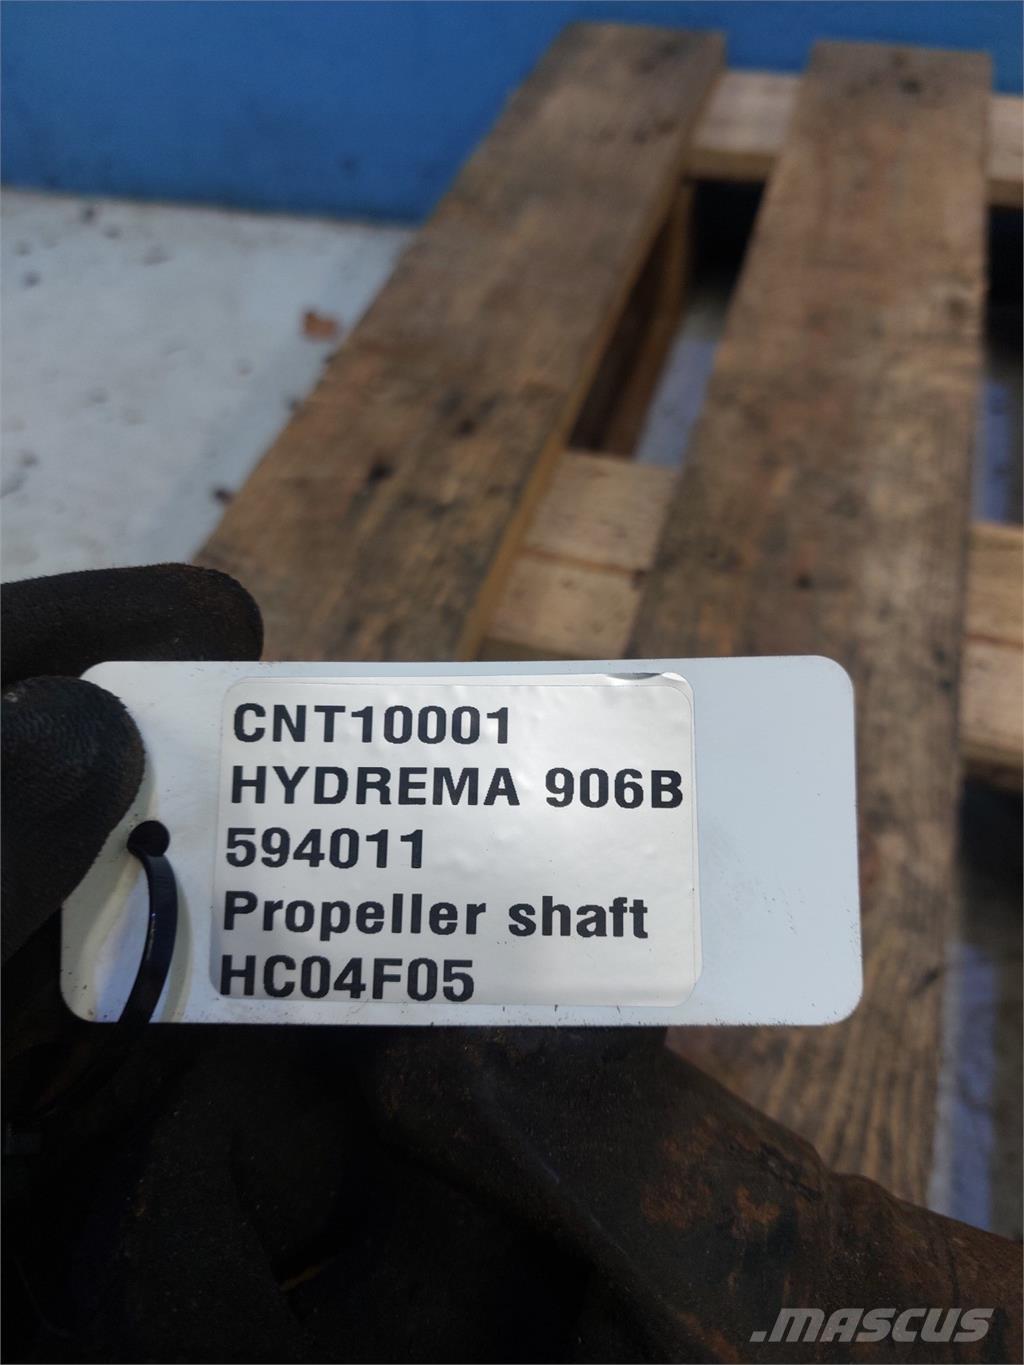 CNT10001
HYDREMA 906B
594011
Propeller shaft
HC04F05
MASCUS